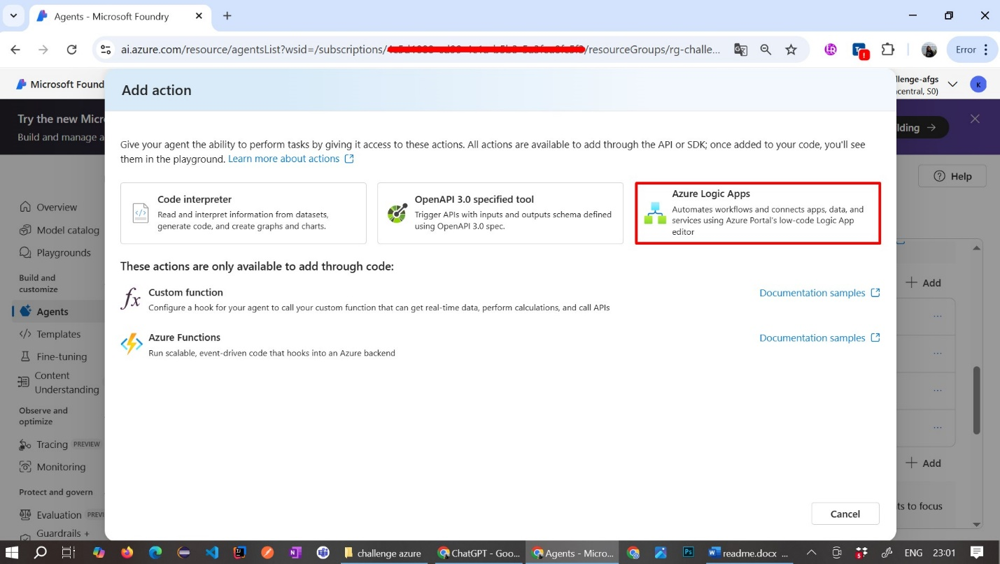 Agents - Microsoft Foundry
ai.azure.com/resource/agentsList?wsid=/subscriptions/
/resourceGroups/rg-challe...
Error
Microsoft Found
llenge-afgs
central, S0)
K
Try the new Micr
Build and manage a
lding
Add action
Give your agent the ability to perform tasks by giving it access to these actions. All actions are available to add through the API or SDK; once added to your code, you'll see
them in the playground. Learn more about actions
Help
Code interpreter
Read and interpret information from datasets,
generate code, and create graphs and charts.
OpenAPI 3.0 specified tool
Trigger APIs with inputs and outputs schema defined
using OpenAPI 3.0 spec.
Azure Logic Apps
Automates workflows and connects apps, data, and
services using Azure Portal's low-code Logic App
editor
These actions are only available to add through code:
Custom function
Configure a hook for your agent to call your custom function that can get real-time data, perform calculations, and call APIs
Documentation samples
Azure Functions
Run scalable, event-driven code that hooks into an Azure backend
Documentation samples
Cancel
Overview
Model catalog
Playgrounds
Build and
customize
Agents
Templates
Fine-tuning
Content
Understanding
Observe and
optimize
Tracing PREVIEW
Monitoring
Protect and govern
Evaluation PREVI
Guardrails +
Add
Add
ts to focus
challenge azure
ChatGPT - Goo...
Agents - Micro...
readme.docx ...
ENG
23:01